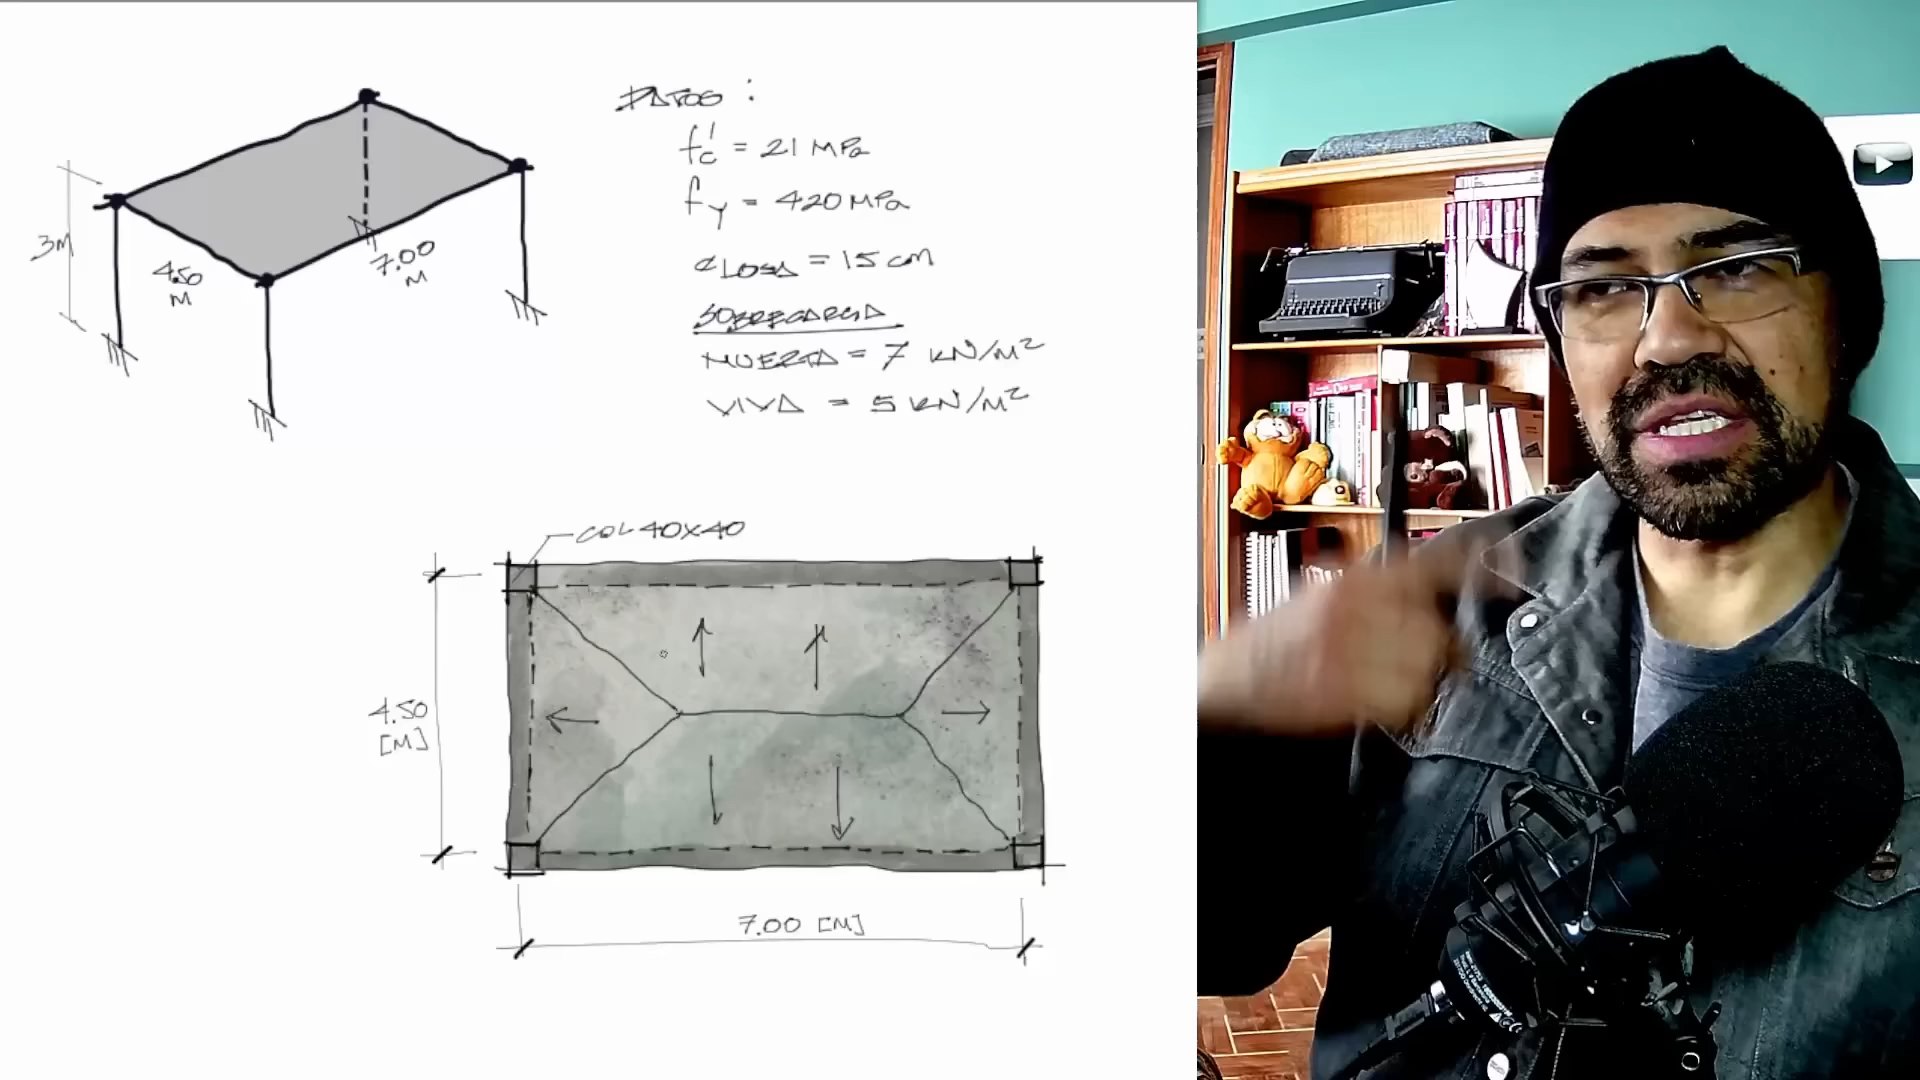 DATOS :
f'c = 21 MPa
fy = 420 MPa
eLOSA = 15 cm
SOBRECARGA
MUERTA = 7 KN/M²
VIVA = 5 KN/M²
3M
4.50
M
7.00
M
COL 40X40
4.50
[M]
7.00 [M]